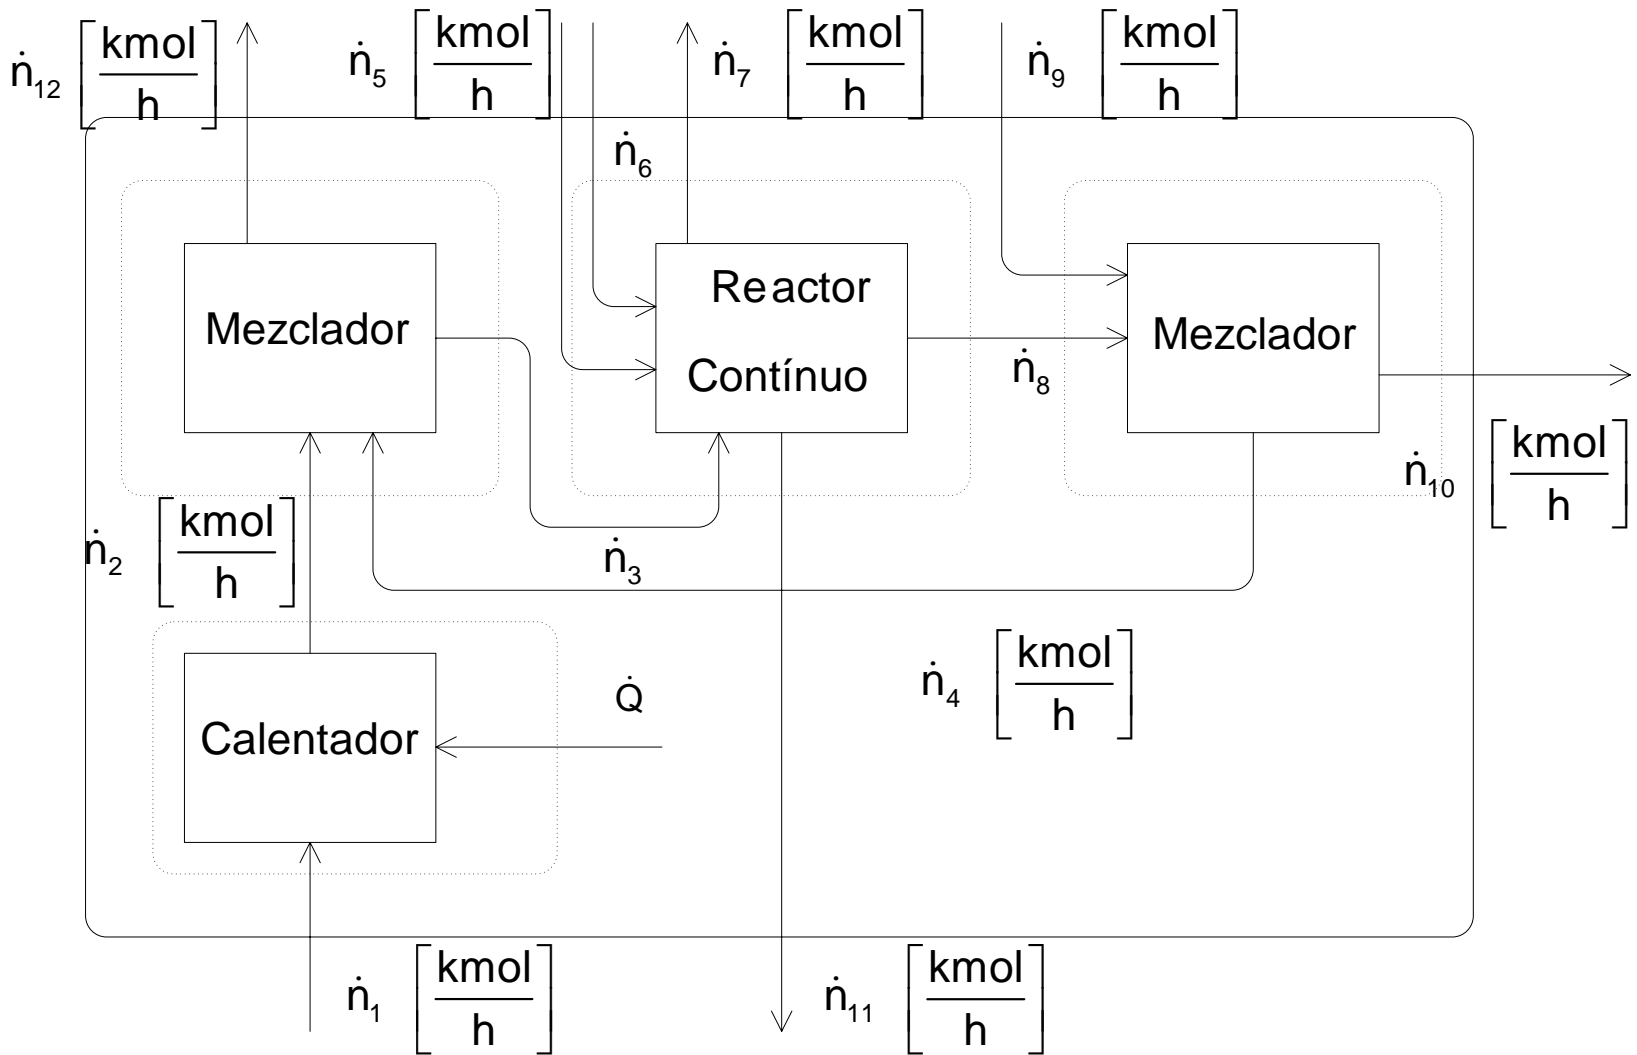 ṅ12 [kmol/h]
ṅ5 [kmol/h]
ṅ7 [kmol/h]
ṅ9 [kmol/h]
ṅ6
Mezclador
Reactor
Contínuo
Mezclador
ṅ8
ṅ10 [kmol/h]
ṅ2 [kmol/h]
ṅ3
ṅ4 [kmol/h]
Q̇
Calentador
ṅ1 [kmol/h]
ṅ11 [kmol/h]